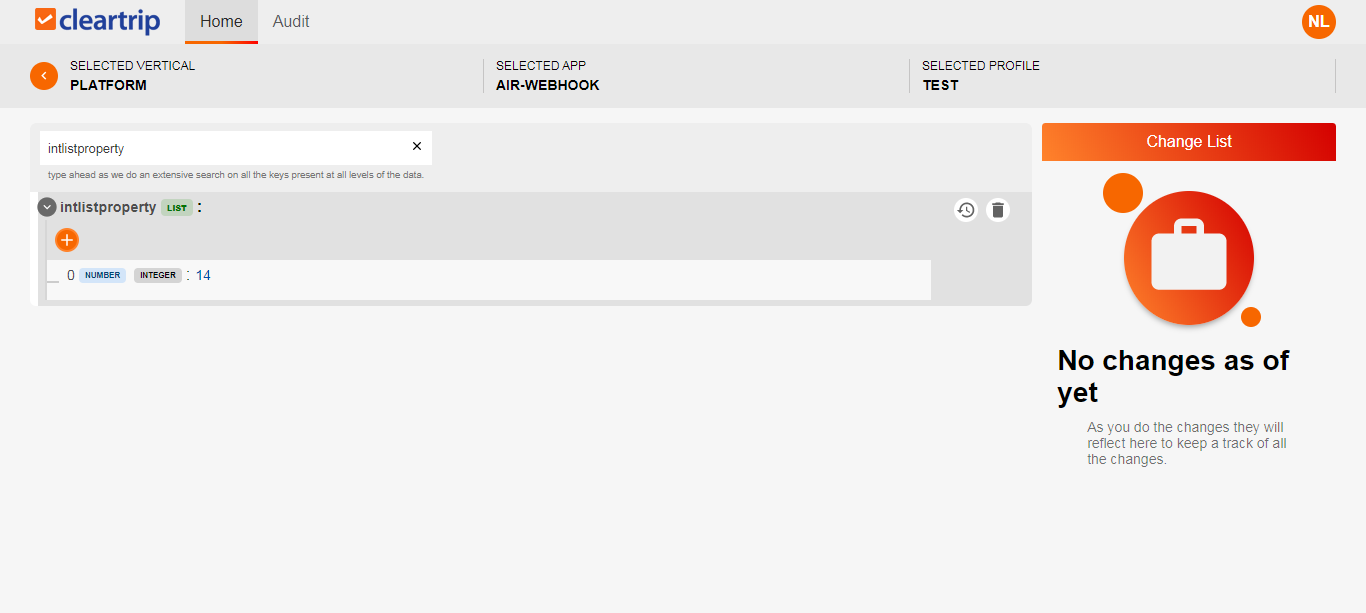 cleartrip
Home
Audit
NL
SELECTED VERTICAL
PLATFORM
SELECTED APP
AIR-WEBHOOK
SELECTED PROFILE
TEST
intlistproperty
type ahead as we do an extensive search on all the keys present at all levels of the data.
intlistproperty LIST :
0 NUMBER INTEGER : 14
Change List
No changes as of
yet
As you do the changes they will
reflect here to keep a track of all
the changes.